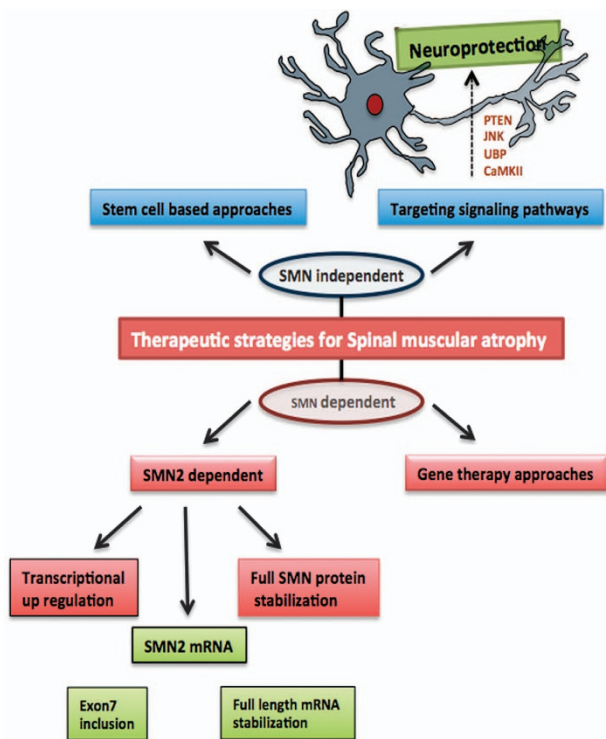 Neuroprotection
PTEN
JNK
UBP
CaMKII
Stem cell based approaches
Targeting signaling pathways
SMN independent
Therapeutic strategies for Spinal muscular atrophy
SMN dependent
SMN2 dependent
Gene therapy approaches
Transcriptional
up regulation
Full SMN protein
stabilization
SMN2 mRNA
Exon7
inclusion
Full length mRNA
stabilization